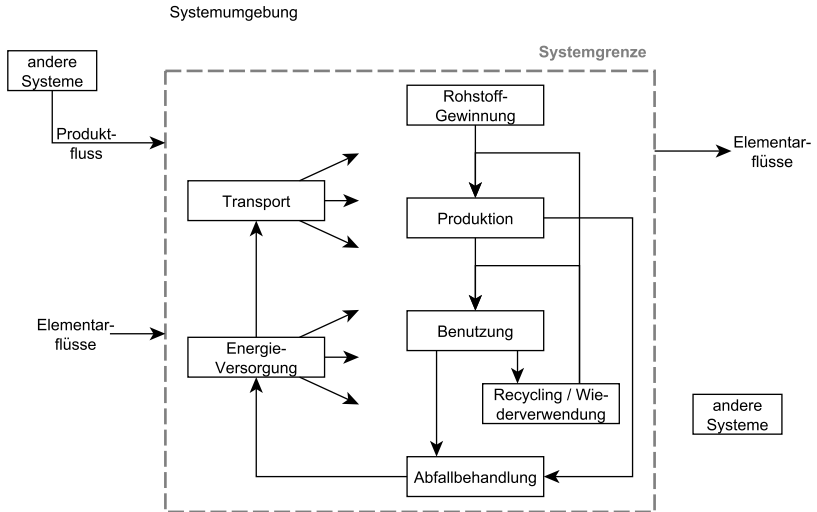 Systemumgebung
Systemgrenze
andere
Systeme
Produkt-
fluss
Rohstoff-
Gewinnung
Elementar-
flüsse
Transport
Produktion
Elementar-
flüsse
Energie-
Versorgung
Benutzung
Recycling / Wie-
derverwendung
andere
Systeme
Abfallbehandlung